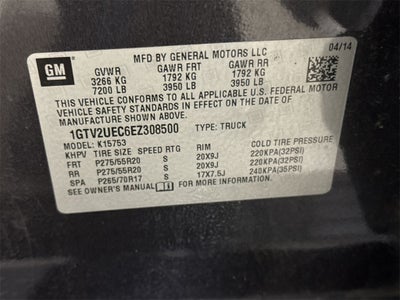 MFD BY GENERAL MOTORS LLC
04/14
GM
GVWR GAWR FRT GAWR RR
3266 KG 1792 KG 1792 KG
7200 LB 3950 LB 3950 LB
THIS VEHICLE CONFORMS TO ALL APPLICABLE U.S. FEDERAL MOTOR
VEHICLE SAFETY STANDARDS IN EFFECT ON THE DATE OF
MANUFACTURE SHOWN ABOVE.
1GTV2UEC6EZ308500 TYPE: TRUCK
MODEL: K15753
KHPV TIRE SIZE SPEED RTG RIM COLD TIRE PRESSURE
FRT P275/55R20 S 20X9J 220KPA(32PSI)
RR P275/55R20 S 20X9J 220KPA(32PSI)
SPA P265/70R17 S 17X7.5J 240KPA(35PSI)
SEE OWNER'S MANUAL FOR MORE INFORMATION.